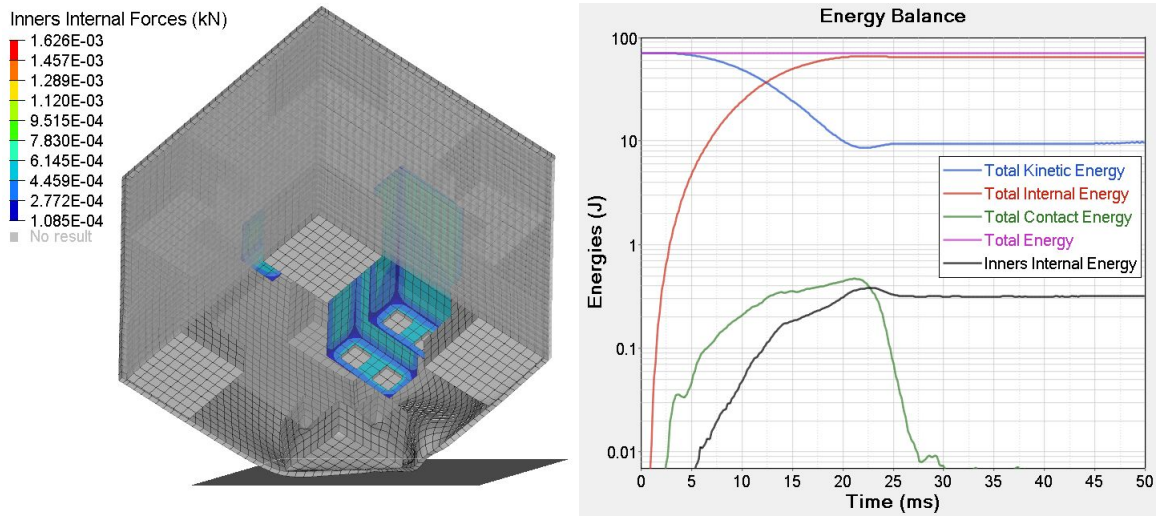 Inners Internal Forces (kN)
1.626E-03
1.457E-03
1.289E-03
1.120E-03
9.515E-04
7.830E-04
6.145E-04
4.459E-04
2.772E-04
1.085E-04
No result
Energy Balance
100
10
1
0.1
0.01
Energies (J)
Total Kinetic Energy
Total Internal Energy
Total Contact Energy
Total Energy
Inners Internal Energy
0 5 10 15 20 25 30 35 40 45 50
Time (ms)